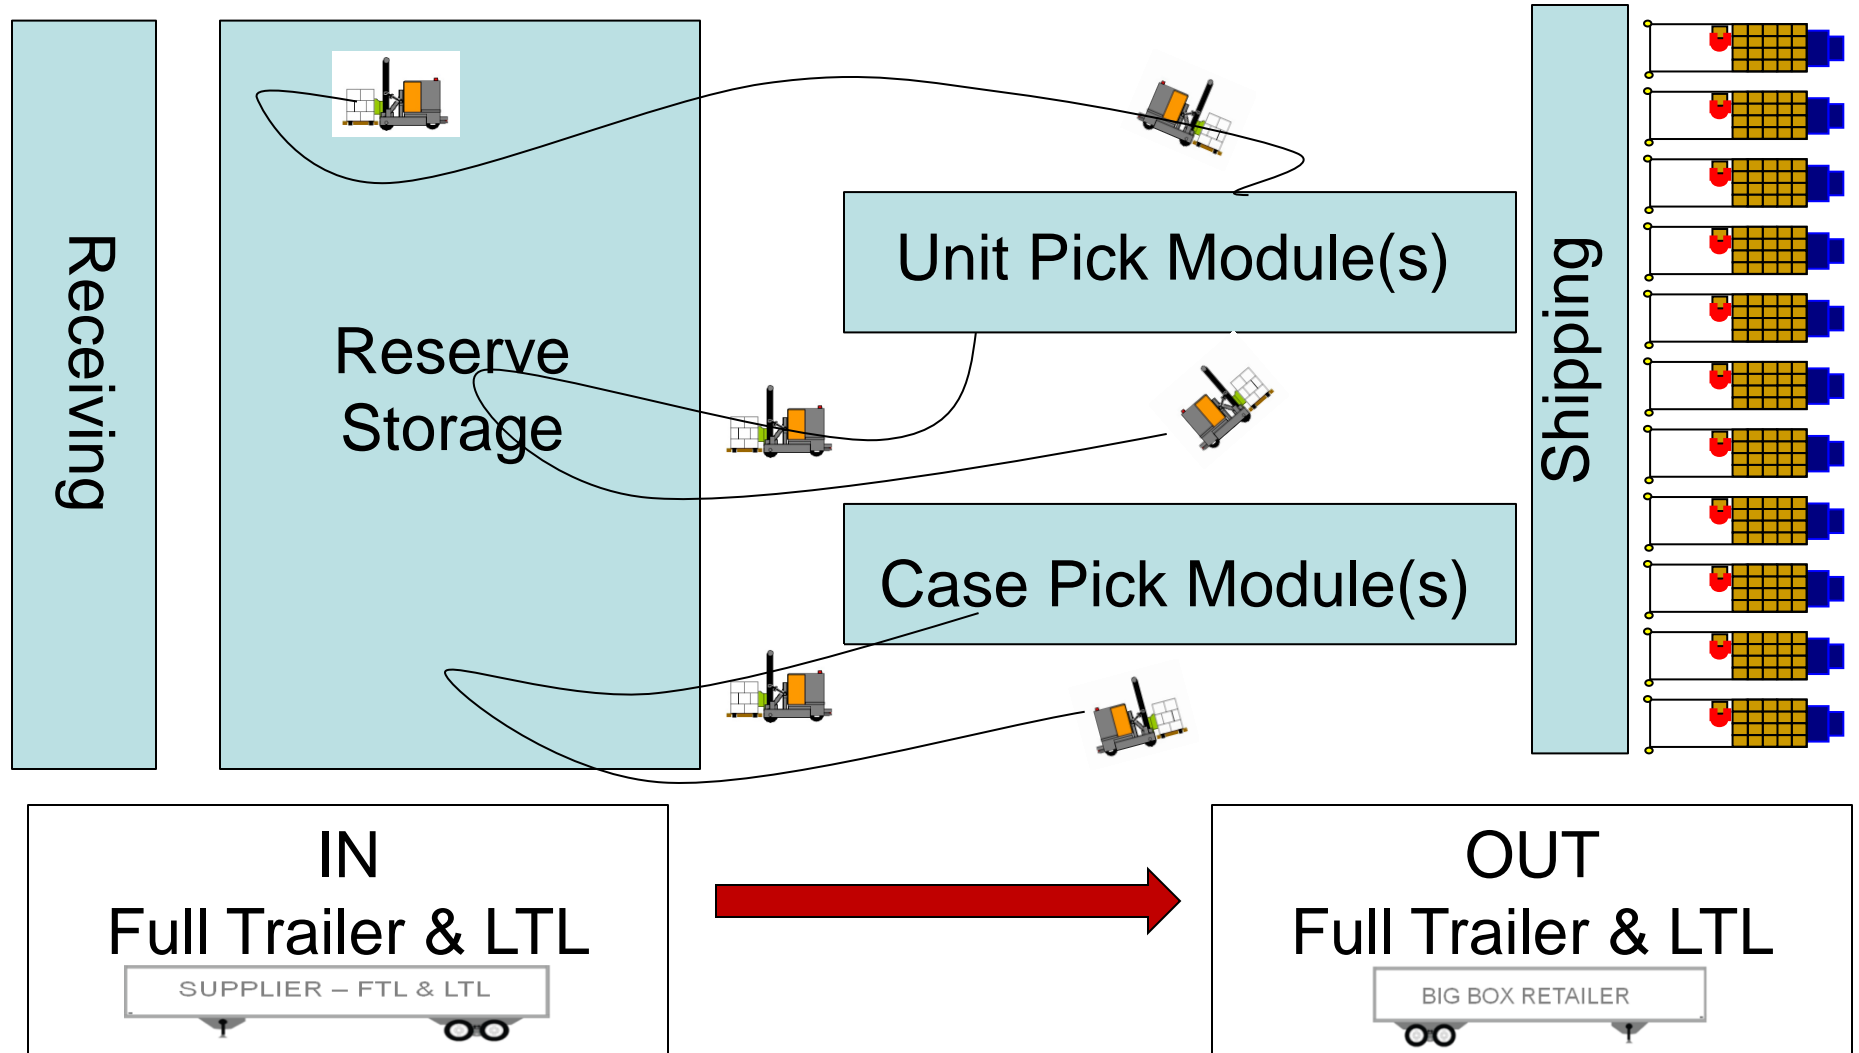 Receiving
Reserve
Storage
Unit Pick Module(s)
Case Pick Module(s)
Shipping
IN
Full Trailer & LTL
SUPPLIER – FTL & LTL
OUT
Full Trailer & LTL
BIG BOX RETAILER